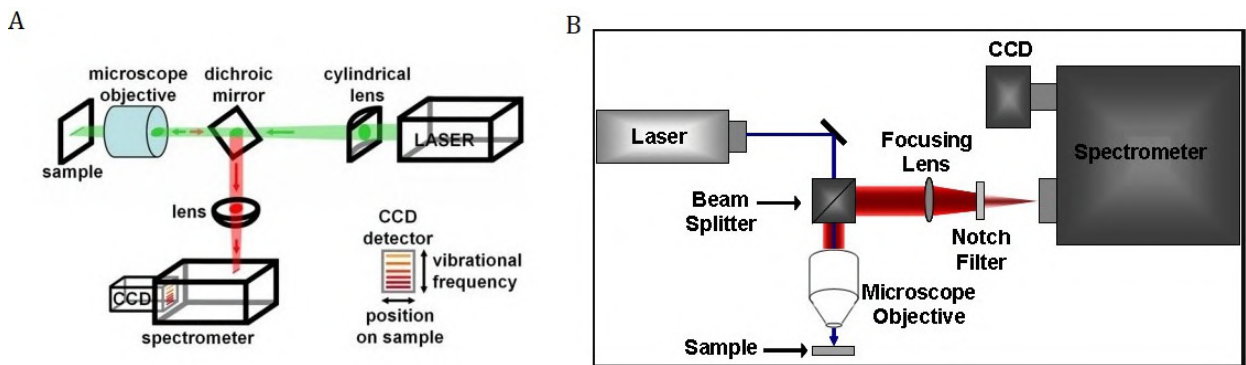 A
microscope
objective
dichroic
mirror
cylindrical
lens
LASER
sample
lens
CCD
detector
vibrational
frequency
position
on sample
CCD
spectrometer
B
CCD
Laser
Focusing
Lens
Spectrometer
Beam
Splitter
Notch
Filter
Microscope
Objective
Sample